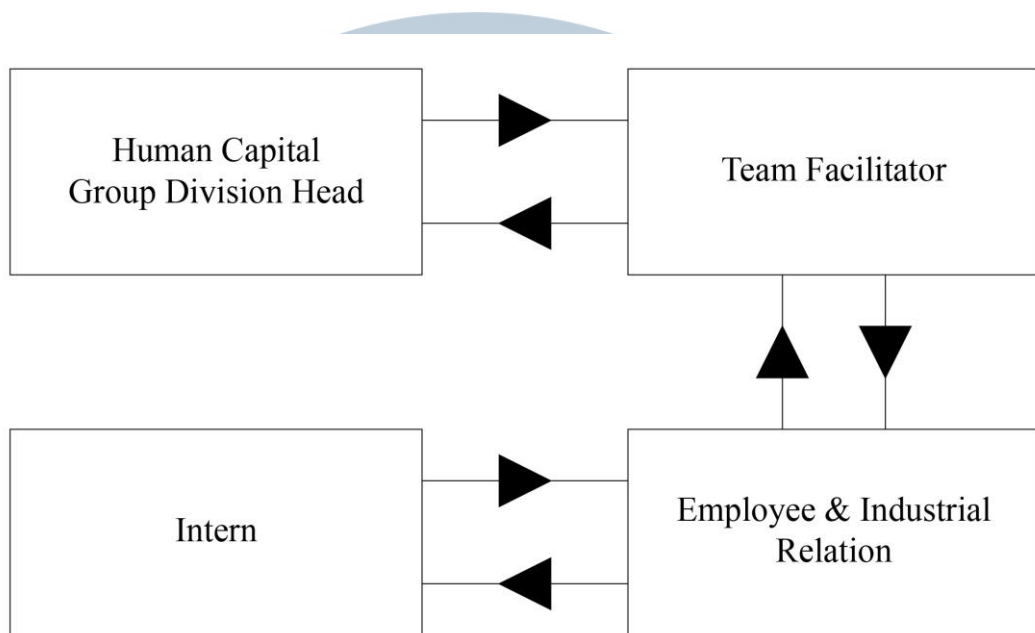 Human Capital
Group Division Head
Team Facilitator
Intern
Employee & Industrial
Relation